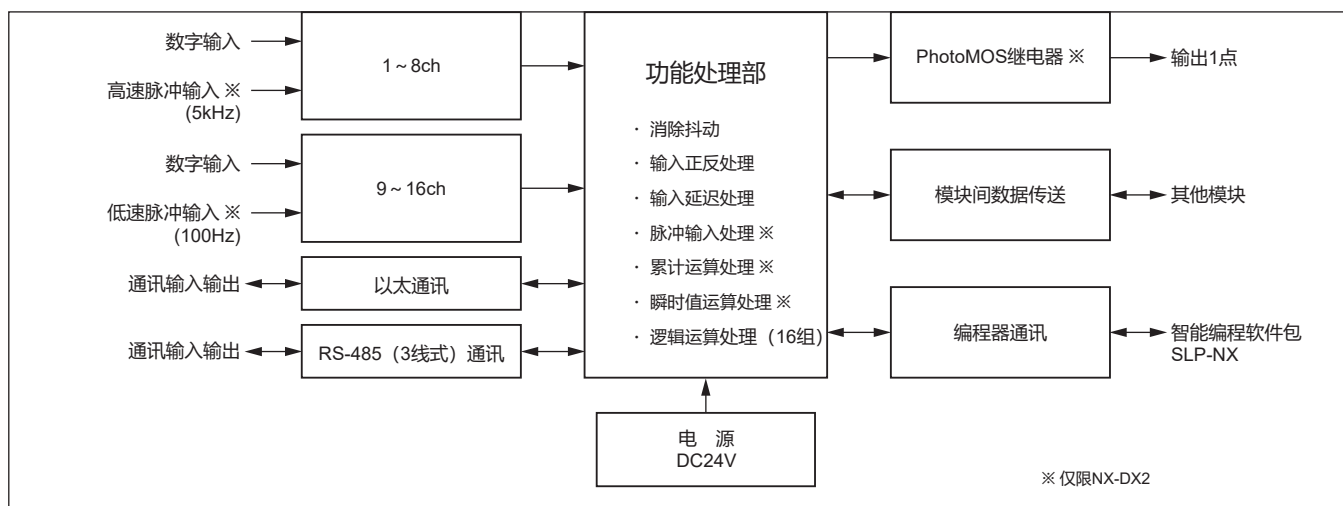 数字输入
高速脉冲输入 ※
(5kHz)
1～8ch
数字输入
低速脉冲输入 ※
(100Hz)
9～16ch
通讯输入输出
以太通讯
通讯输入输出
RS-485（3线式）通讯
功能处理部
· 消除抖动
· 输入正反处理
· 输入延迟处理
· 脉冲输入处理 ※
· 累计运算处理 ※
· 瞬时值运算处理 ※
· 逻辑运算处理（16组）
电　源
DC24V
PhotoMOS继电器 ※
输出1点
模块间数据传送
其他模块
编程器通讯
智能编程软件包
SLP-NX
※ 仅限NX-DX2